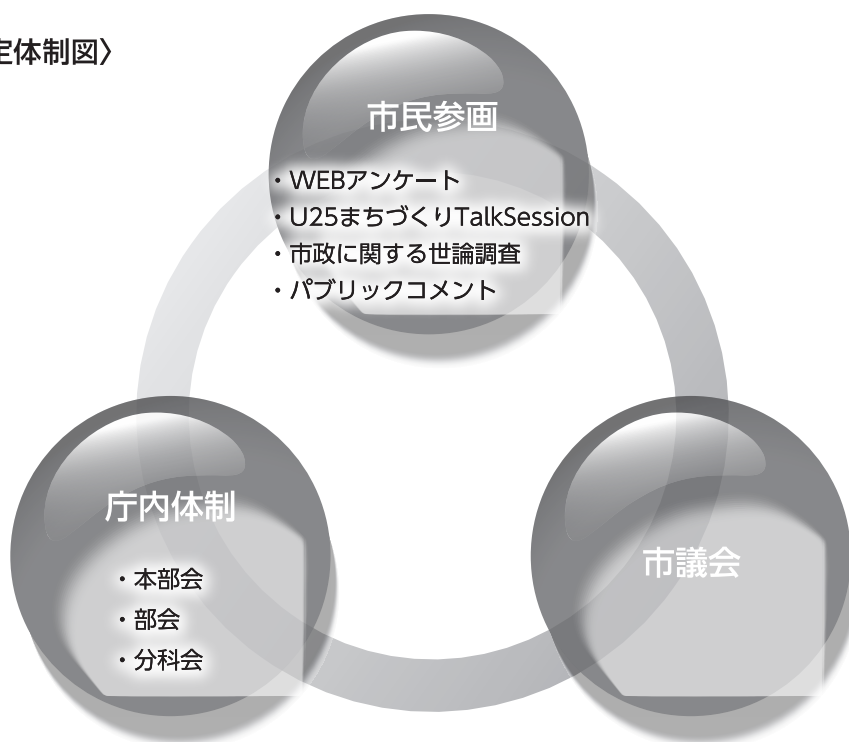 定体制図〉
市民参画
・WEBアンケート
・U25まちづくりTalkSession
・市政に関する世論調査
・パブリックコメント
庁内体制
・本部会
・部会
・分科会
市議会